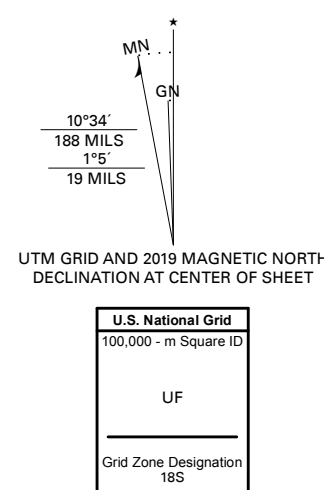 ★
MN
GN
10°34´
188 MILS
1°5´
19 MILS
UTM GRID AND 2019 MAGNETIC NORTH
DECLINATION AT CENTER OF SHEET
U.S. National Grid
100,000 - m Square ID
UF
Grid Zone Designation
18S